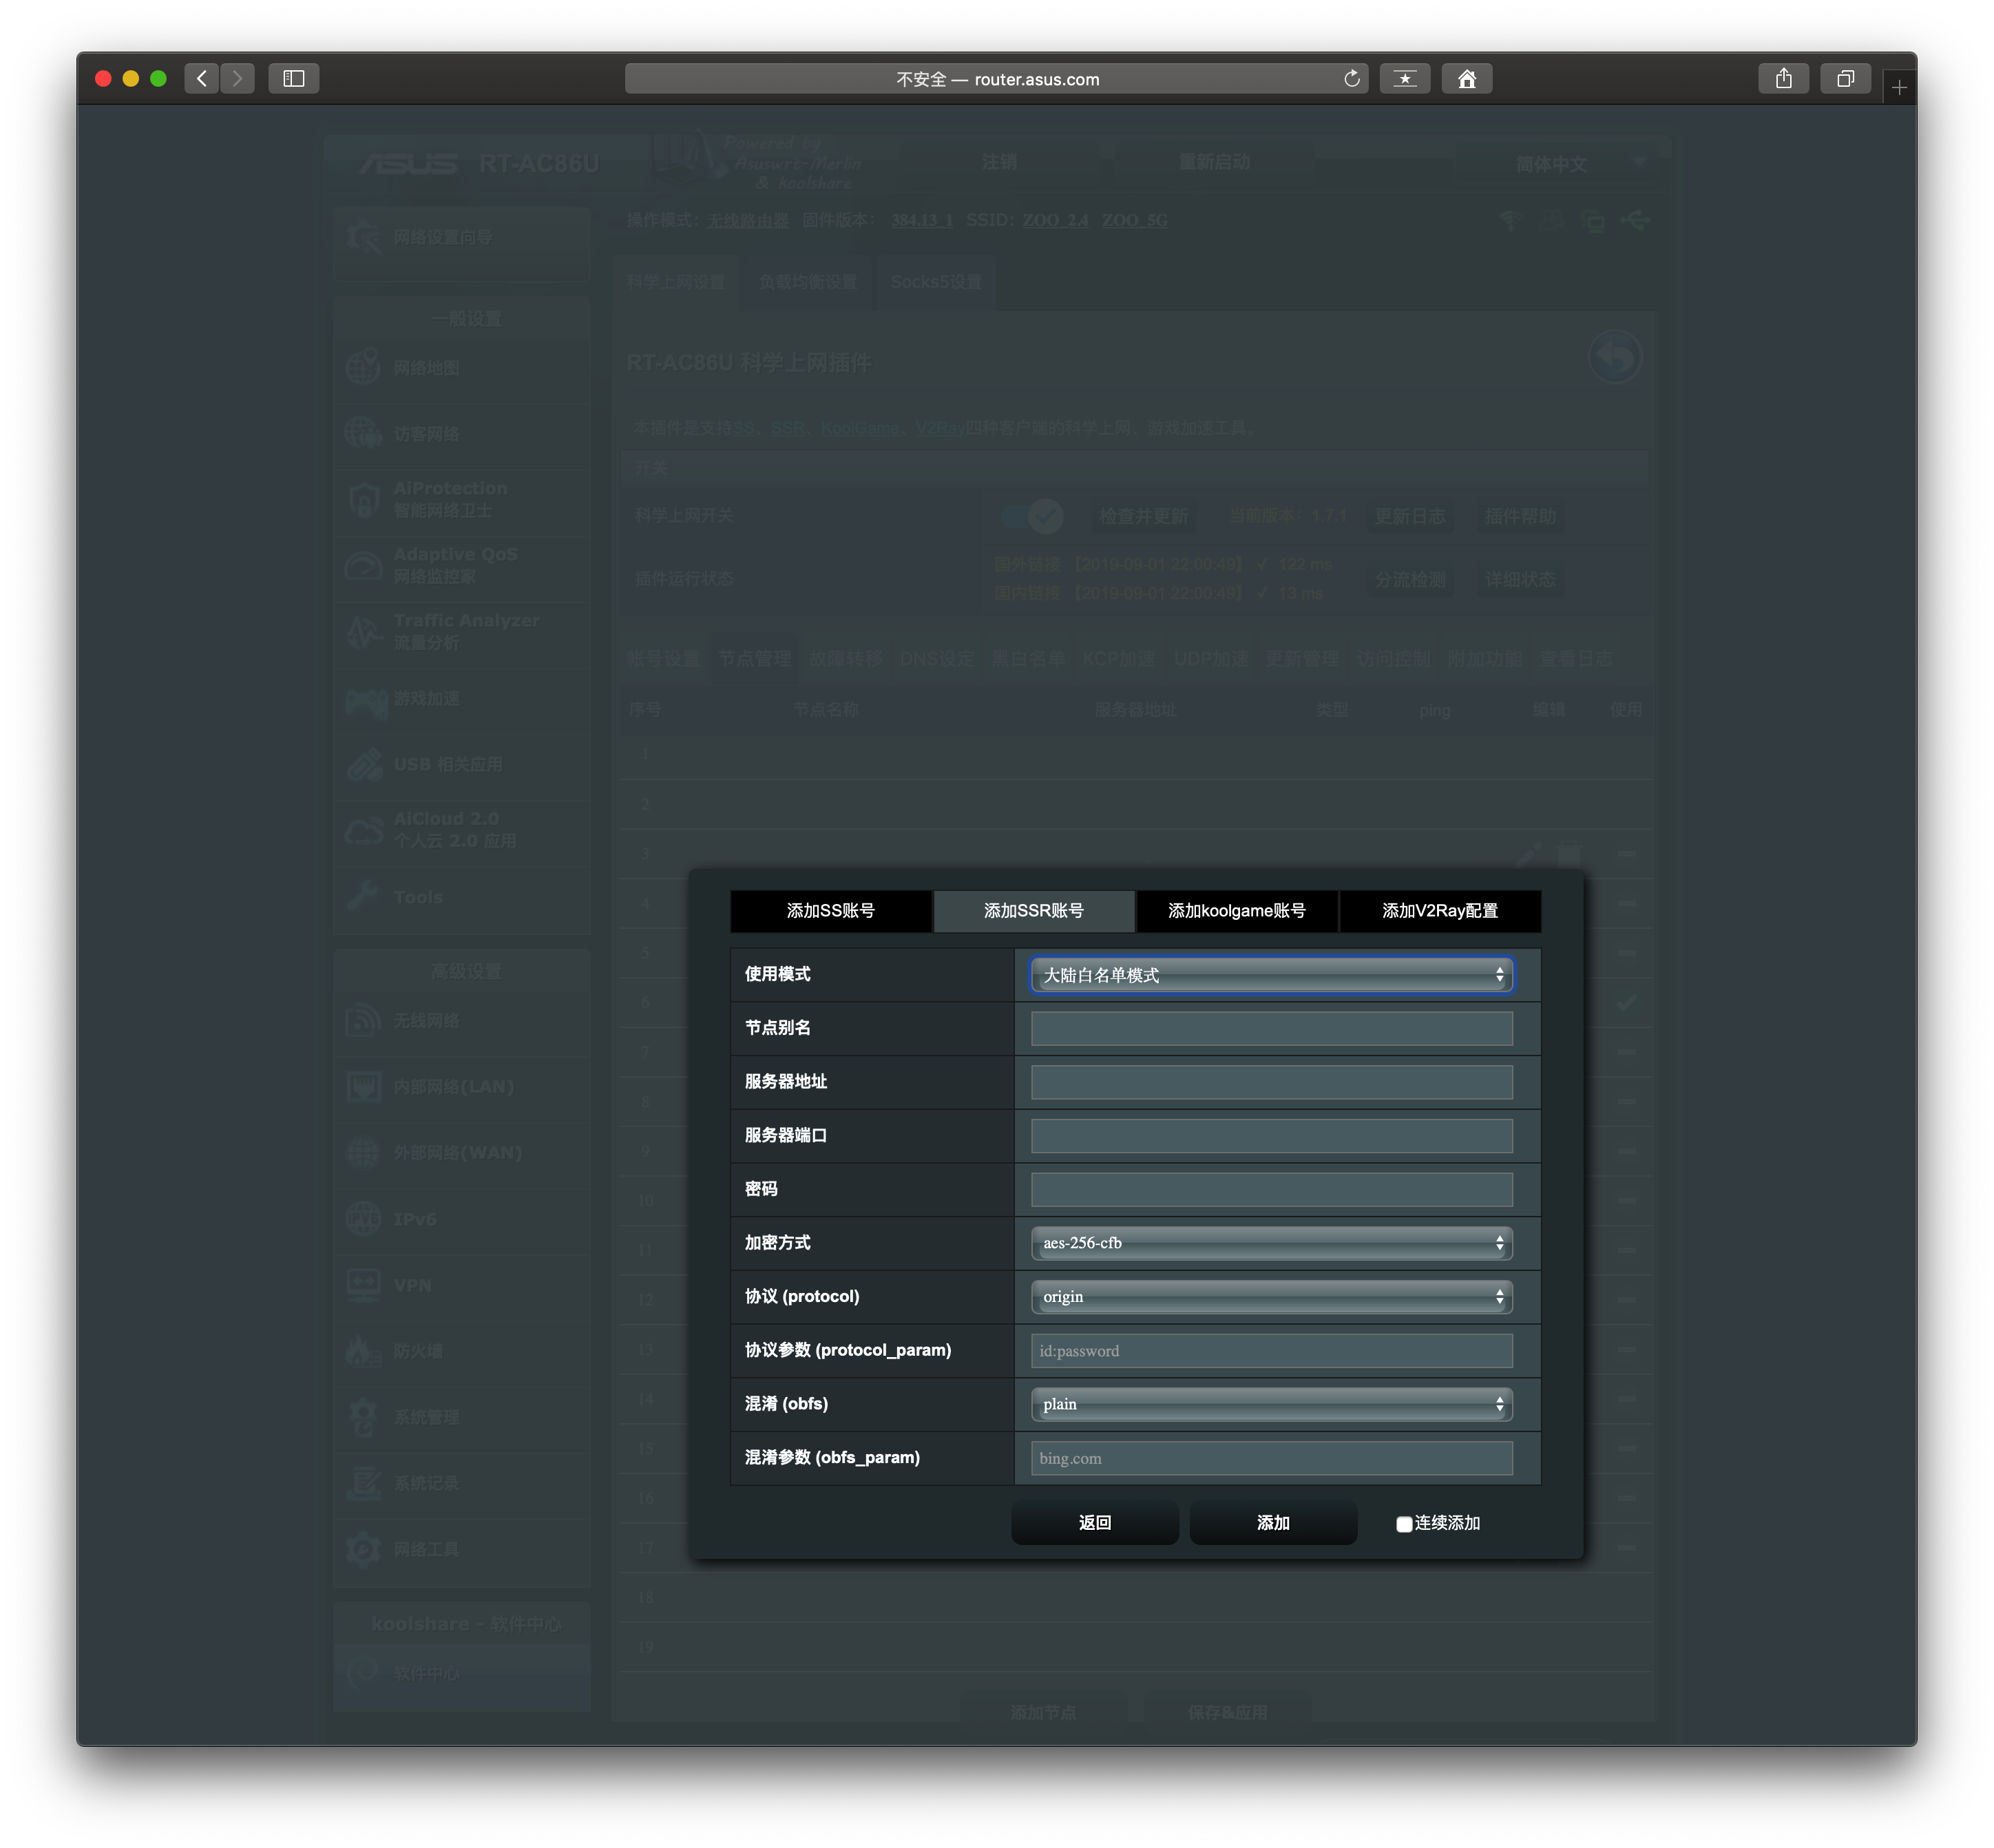 不安全 — router.asus.com
ASUS RT-AC86U
Powered by
Asuswrt-Merlin
& koolshare
注销
重新启动
简体中文
操作模式: 无线路由器 固件版本: 384.13_1 SSID: ZOO_2.4 ZOO_5G
网络设置向导
一般设置
网络地图
访客网络
AiProtection
智能网络卫士
Adaptive QoS
网络监控家
Traffic Analyzer
流量分析
游戏加速
USB 相关应用
AiCloud 2.0
个人云 2.0 应用
Tools
高级设置
无线网络
内部网络(LAN)
外部网络(WAN)
IPv6
VPN
防火墙
系统管理
系统记录
网络工具
koolshare - 软件中心
软件中心
科学上网设置
负载均衡设置
Socks5设置
RT-AC86U 科学上网插件
本插件是支持SS、SSR、KoolGame、V2Ray四种客户端的科学上网、游戏加速工具。
开关
科学上网开关
检查并更新
当前版本：1.7.1
更新日志
插件帮助
插件运行状态
国外链接 【2019-09-01 22:00:49】 ✓ 122 ms
国内链接 【2019-09-01 22:00:49】 ✓ 13 ms
分流检测
详细状态
帐号设置 节点管理 故障转移 DNS设定 黑白名单 KCP加速 UDP加速 更新管理 访问控制 附加功能 查看日志
序号 节点名称 服务器地址 类型 ping 编辑 使用
1
2
3
4
5
6
7
8
9
10
11
12
13
14
15
16
17
18
19
添加节点
保存&应用
添加SS账号
添加SSR账号
添加koolgame账号
添加V2Ray配置
使用模式
大陆白名单模式
节点别名
服务器地址
服务器端口
密码
加密方式
aes-256-cfb
协议 (protocol)
origin
协议参数 (protocol_param)
id:password
混淆 (obfs)
plain
混淆参数 (obfs_param)
bing.com
返回
添加
连续添加